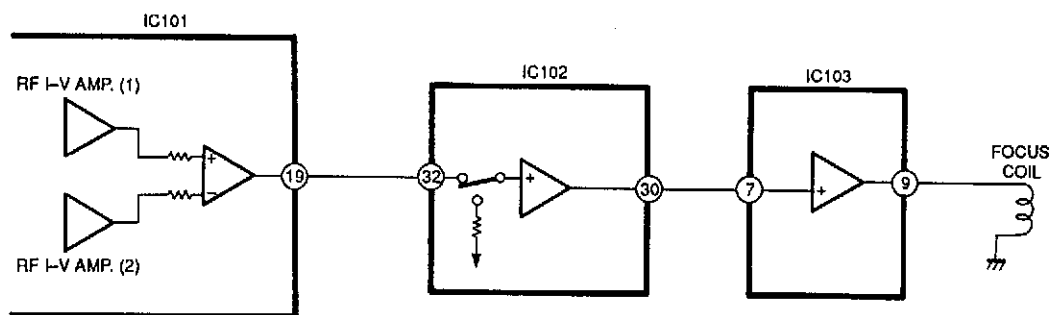 IC101
RF I–V AMP. (1)
+
−
RF I–V AMP. (2)
19
IC102
32
+
30
IC103
7
+
9
FOCUS
COIL